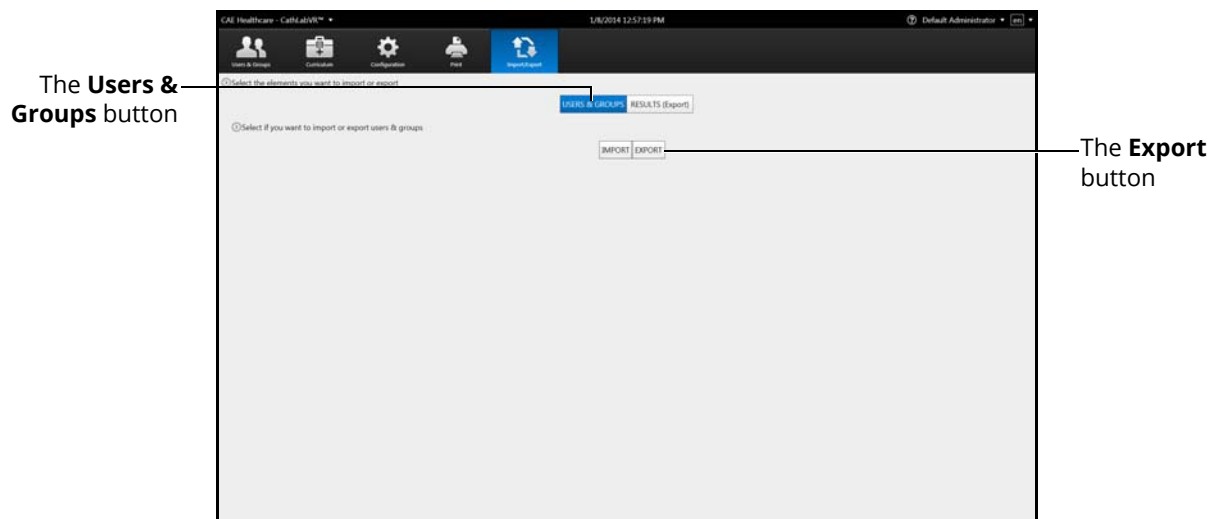 CAE Healthcare - CathLabVR™ 1/8/2014 12:57:19 PM Default Administrator en
Users & Groups Curriculum Configuration Print Import/Export
Select the elements you want to import or export
The Users &
Groups button
USERS & GROUPS RESULTS (Export)
Select if you want to import or export users & groups
IMPORT EXPORT
The Export
button